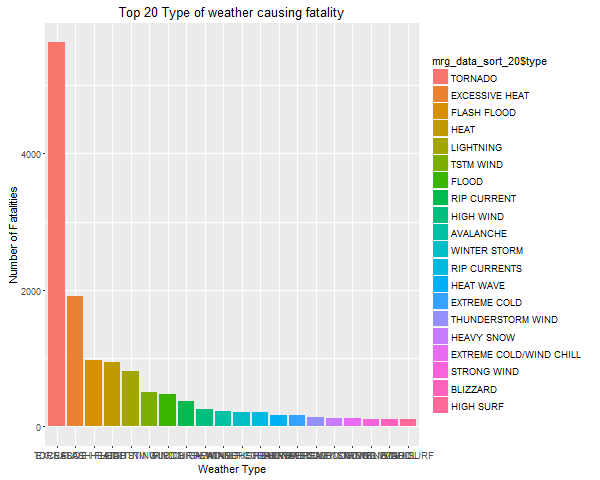 Top 20 Type of weather causing fatality
Number of Fatalities
4000
2000
0
Weather Type
mrg_data_sort_20$type
TORNADO
EXCESSIVE HEAT
FLASH FLOOD
HEAT
LIGHTNING
TSTM WIND
FLOOD
RIP CURRENT
HIGH WIND
AVALANCHE
WINTER STORM
RIP CURRENTS
HEAT WAVE
EXTREME COLD
THUNDERSTORM WIND
HEAVY SNOW
EXTREME COLD/WIND CHILL
STRONG WIND
BLIZZARD
HIGH SURF